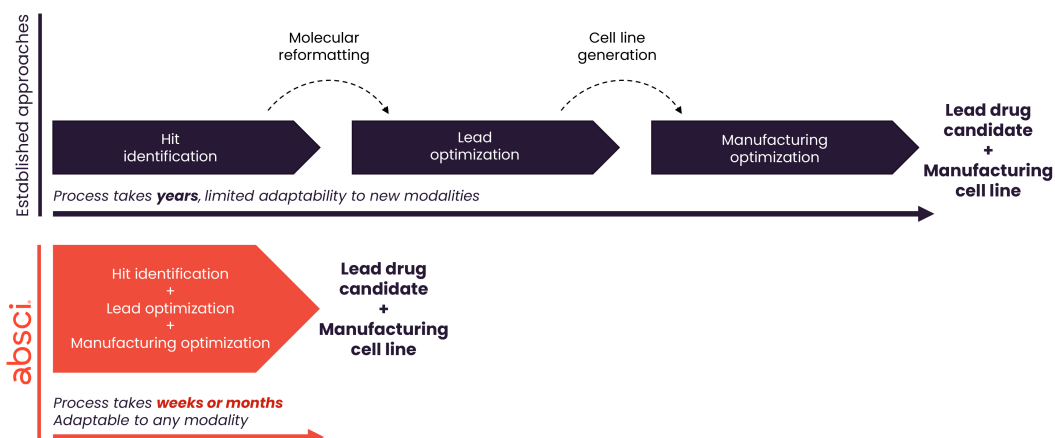 Established approaches
Molecular
reformatting
Cell line
generation
Hit
identification
Lead
optimization
Manufacturing
optimization
Lead drug
candidate
+
Manufacturing
cell line
Process takes years, limited adaptability to new modalities
absci
Hit identification
+
Lead optimization
+
Manufacturing optimization
Lead drug
candidate
+
Manufacturing
cell line
Process takes weeks or months
Adaptable to any modality